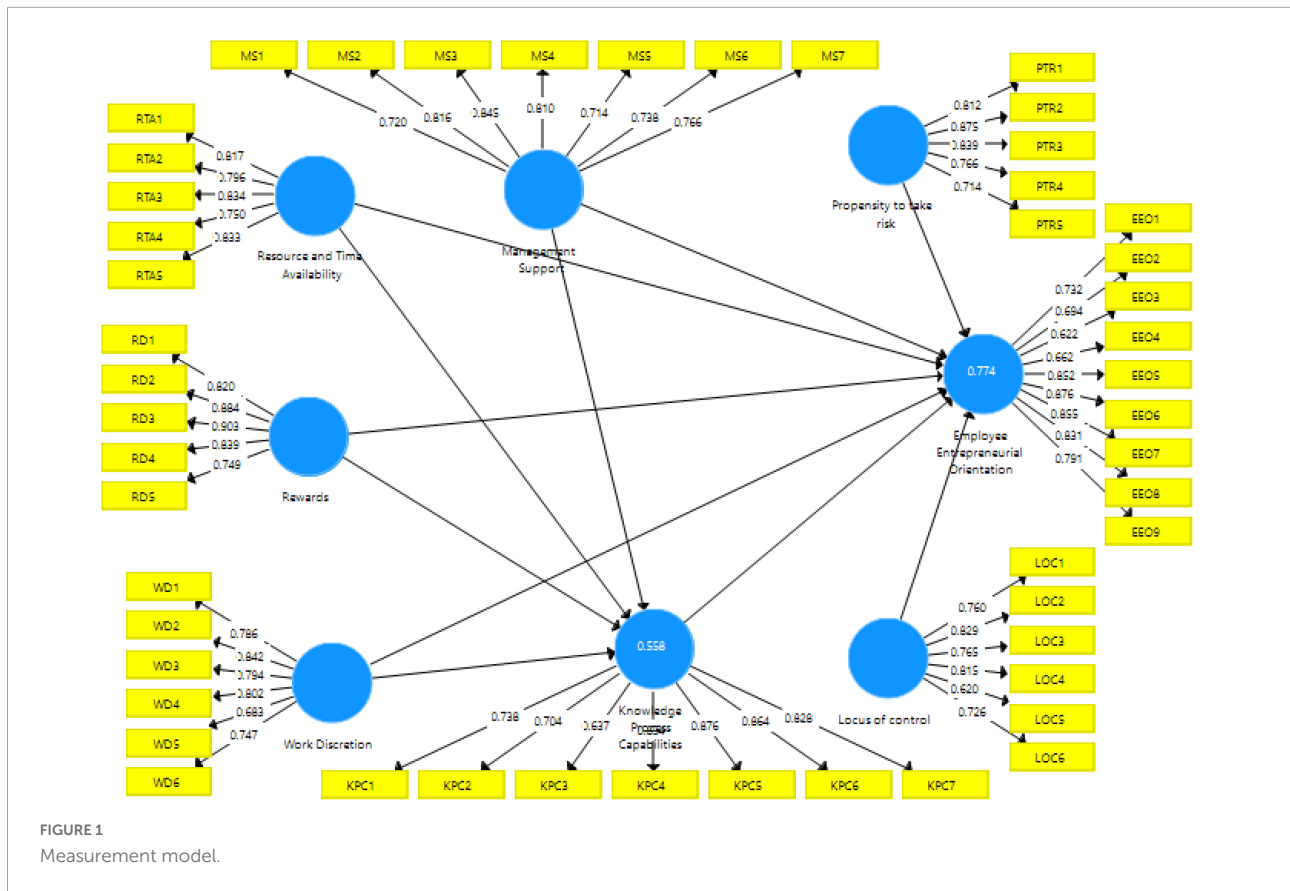 MS1
MS2
MS3
MS4
MS5
MS6
MS7
0.720
0.816
0.845
0.810
0.714
0.738
0.766
RTA1
RTA2
RTA3
RTA4
RTA5
0.817
0.796
0.834
0.750
0.833
Resource and Time
Availability
Management
Support
PTR1
PTR2
PTR3
PTR4
PTR5
0.812
0.875
0.839
0.766
0.714
Propensity to take
risk
EEO1
EEO2
EEO3
EEO4
EEO5
EEO6
EEO7
EEO8
EEO9
0.732
0.694
0.622
0.662
0.852
0.876
0.855
0.831
0.791
0.774
Employee
Entrepreneurial
Orientation
RD1
RD2
RD3
RD4
RD5
0.820
0.884
0.903
0.839
0.749
Rewards
WD1
WD2
WD3
WD4
WD5
WD6
0.786
0.842
0.794
0.802
0.683
0.747
Work Discretion
0.558
Knowledge
Process
Capabilities
0.738
0.704
0.637
0.876
0.864
0.828
KPC1
KPC2
KPC3
KPC4
KPC5
KPC6
KPC7
LOC1
LOC2
LOC3
LOC4
LOC5
LOC6
0.760
0.829
0.765
0.815
0.620
0.726
Locus of control
FIGURE 1
Measurement model.